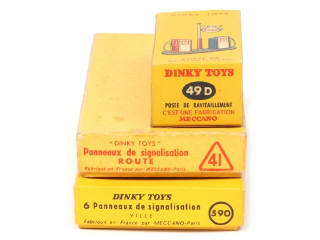 DINKY TOYS
49D
POSTE DE RAVITAILLEMENT
C'EST UNE FABRICATION
MECCANO
"DINKY TOYS"
Panneaux de signalisation
ROUTE
Fabriqué en France par MECCANO-Paris
41
DINKY TOYS
6 Panneaux de signalisation
VILLE
Fabriqué en France par MECCANO-Paris
590